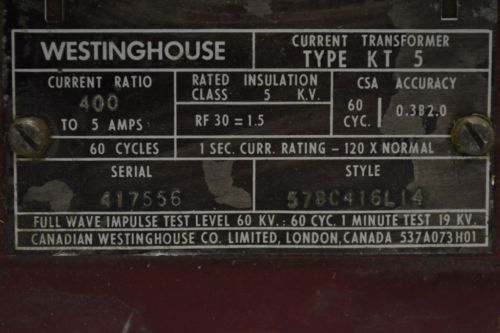 WESTINGHOUSE
CURRENT TRANSFORMER
TYPE KT 5
CURRENT RATIO
400
TO 5 AMPS
RATED INSULATION
CLASS 5 K.V.
RF 30 = 1.5
CSA ACCURACY
60
CYC.
0.3B2.0
60 CYCLES
1 SEC. CURR. RATING – 120 X NORMAL
SERIAL
417556
STYLE
578C416L14
FULL WAVE IMPULSE TEST LEVEL 60 KV.: 60 CYC. 1 MINUTE TEST 19 KV.
CANADIAN WESTINGHOUSE CO. LIMITED, LONDON, CANADA 537A073H01